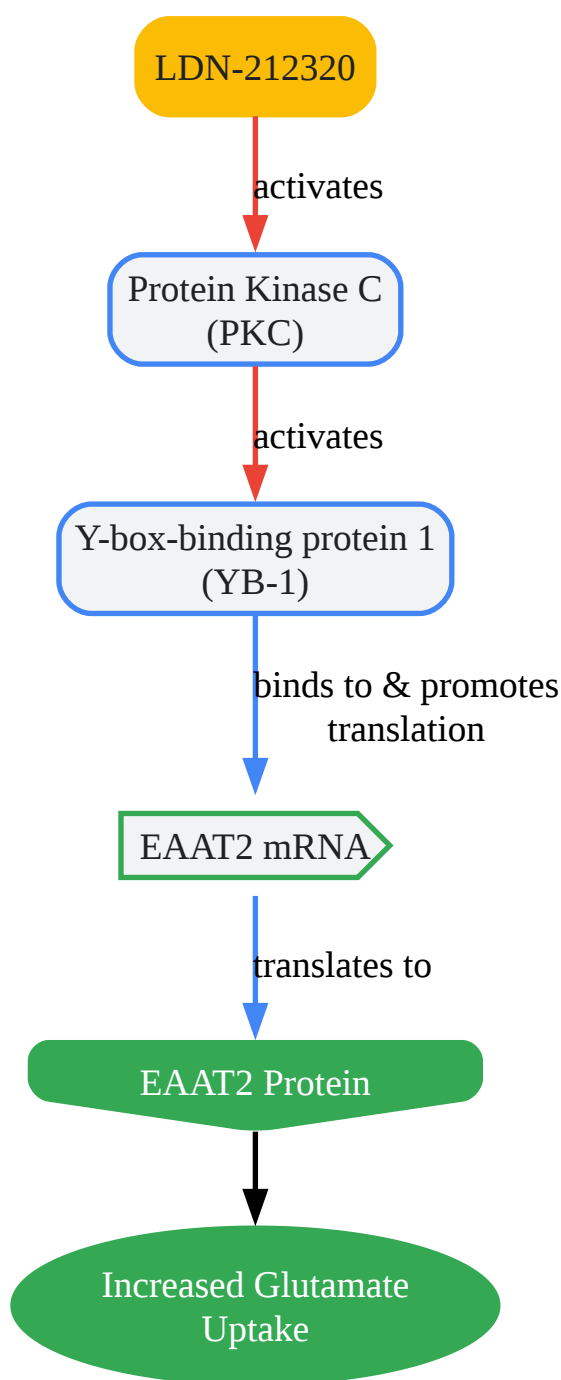 LDN-212320
activates
Protein Kinase C
(PKC)
activates
Y-box-binding protein 1
(YB-1)
binds to & promotes
translation
EAAT2 mRNA
translates to
EAAT2 Protein
Increased Glutamate
Uptake